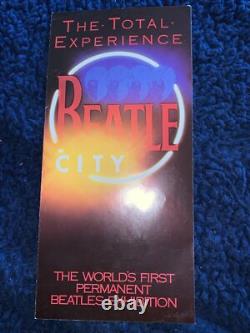 THE·TOTAL·
EXPERIENCE
BEATLE
CITY
THE WORLD'S FIRST
PERMANENT
BEATLES EXHIBITION